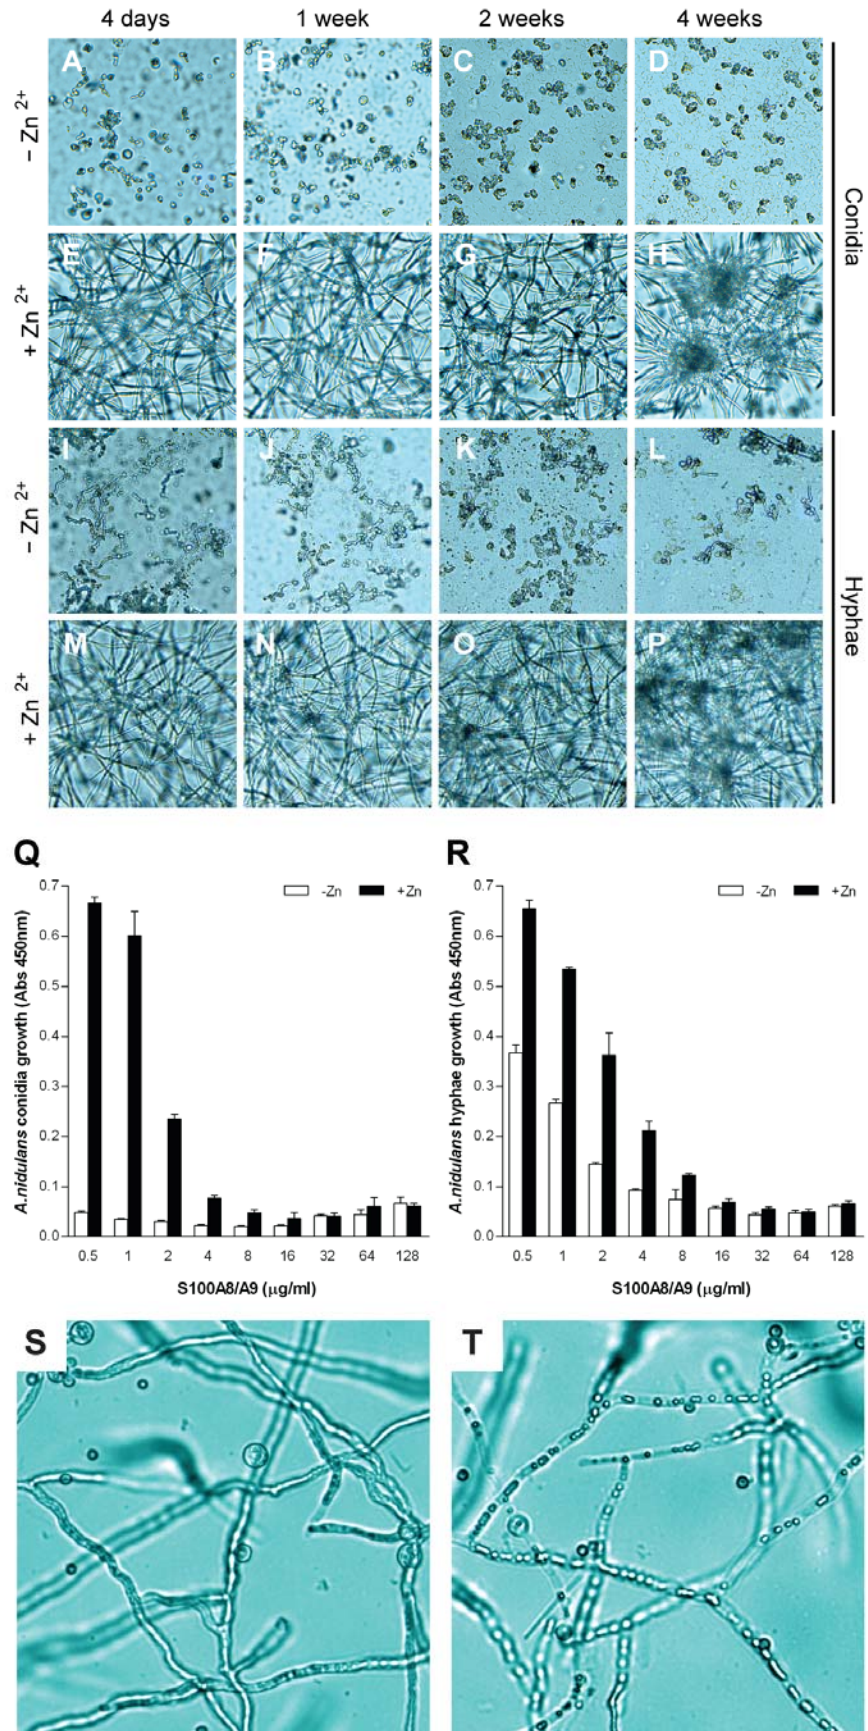 4 days 1 week 2 weeks 4 weeks
A B C D
− Zn 2+
E F G H
+ Zn 2+
Conidia
I J K L
− Zn 2+
M N O P
+ Zn 2+
Hyphae
Q
-Zn +Zn
0.7
0.6
0.5
0.4
0.3
0.2
0.1
0.0
A.nidulans conidia growth (Abs 450nm)
0.5 1 2 4 8 16 32 64 128
S100A8/A9 (µg/ml)
R
-Zn +Zn
0.7
0.6
0.5
0.4
0.3
0.2
0.1
0.0
A.nidulans hyphae growth (Abs 450nm)
0.5 1 2 4 8 16 32 64 128
S100A8/A9 (µg/ml)
S T